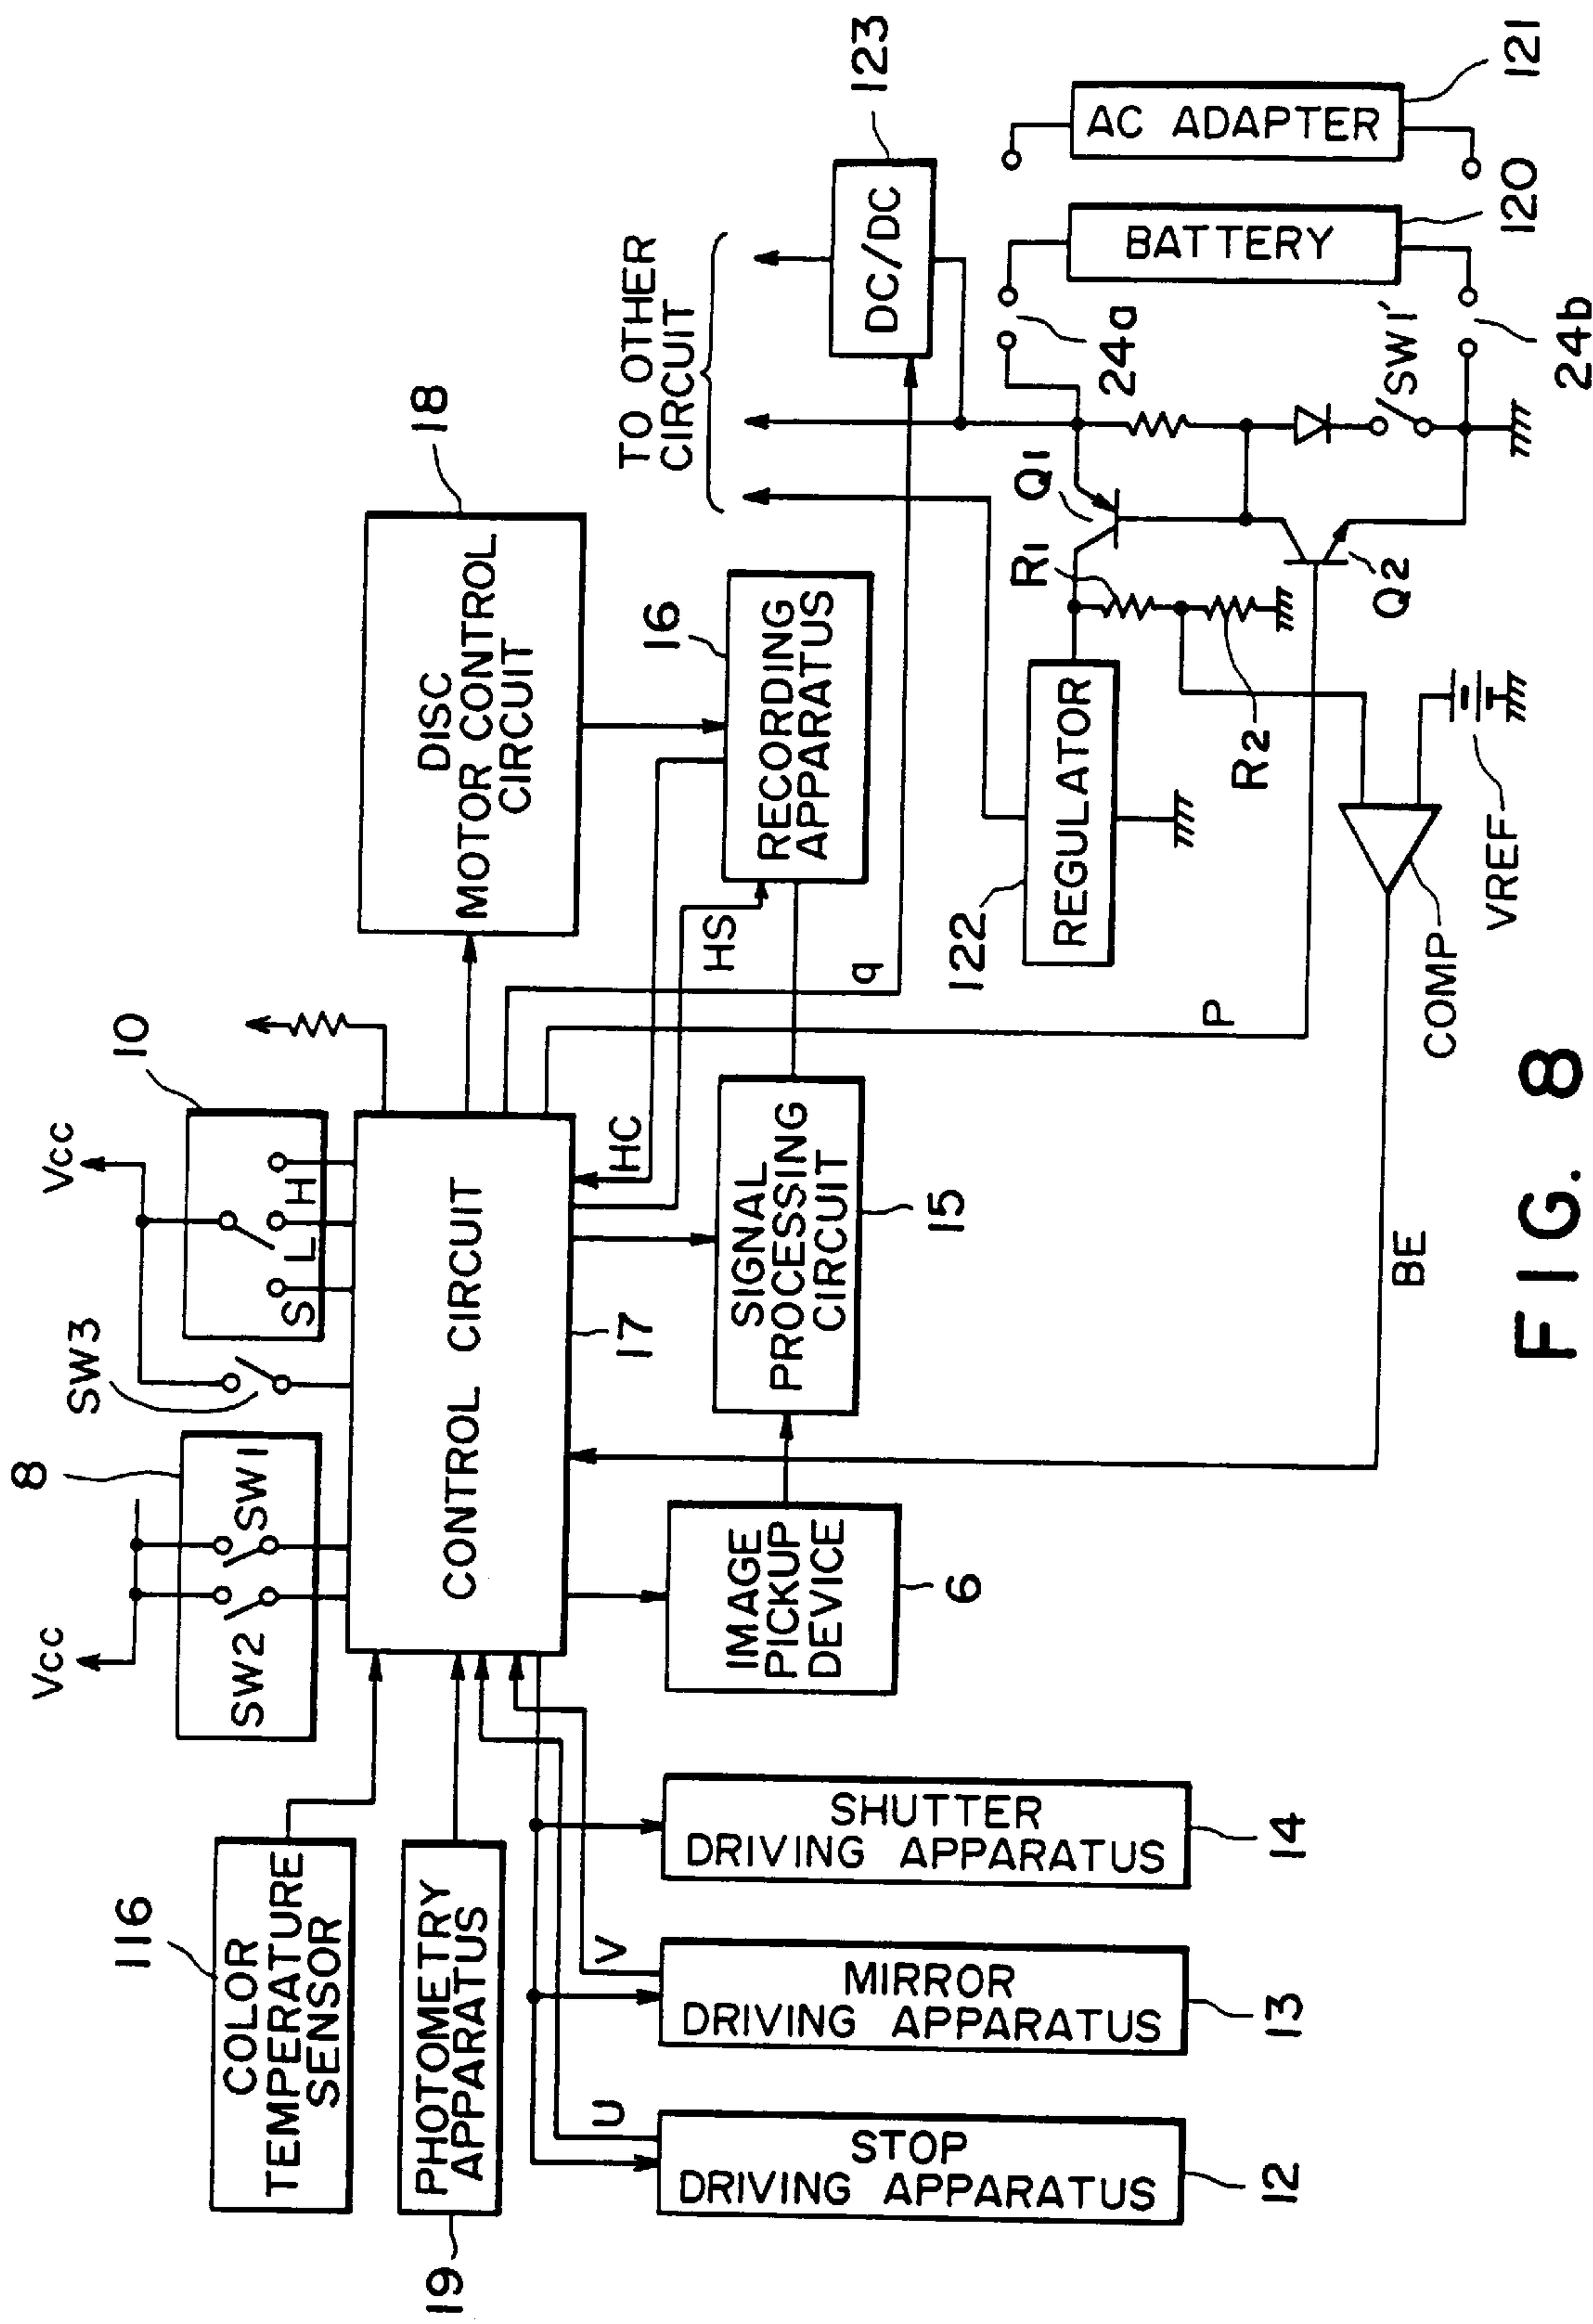 8
Vcc
SW2
SW1
SW3
Vcc
10
S
L
H
116
COLOR
TEMPERATURE
SENSOR
19
PHOTOMETRY
APPARATUS
CONTROL CIRCUIT
17
DISC
MOTOR CONTROL
CIRCUIT
18
TO OTHER
CIRCUIT
123
DC/DC
HC
HS
q
P
16
RECORDING
APPARATUS
U
V
STOP
DRIVING APPARATUS
12
MIRROR
DRIVING APPARATUS
13
SHUTTER
DRIVING APPARATUS
14
IMAGE
PICKUP
DEVICE
6
SIGNAL
PROCESSING
CIRCUIT
15
BE
122
REGULATOR
R1
Q1
R2
Q2
24a
SW1'
24b
BATTERY
120
AC ADAPTER
121
COMP
VREF
FIG. 8